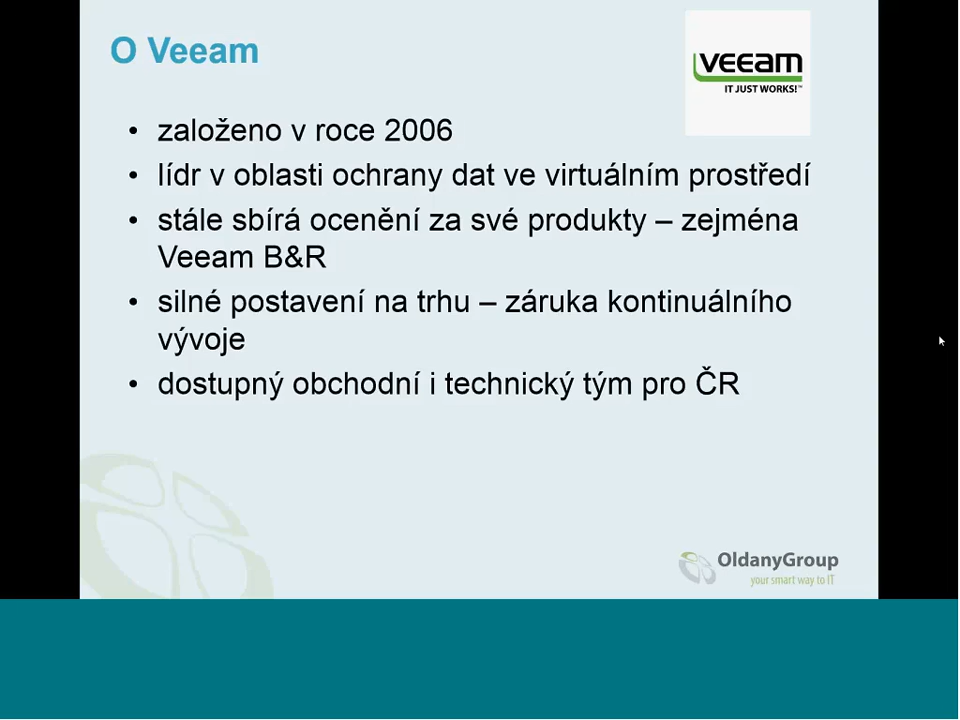 O Veeam
veeam
IT JUST WORKS!™
• založeno v roce 2006
• lídr v oblasti ochrany dat ve virtuálním prostředí
• stále sbírá ocenění za své produkty – zejména
Veeam B&R
• silné postavení na trhu – záruka kontinuálního
vývoje
• dostupný obchodní i technický tým pro ČR
OldanyGroup
your smart way to IT